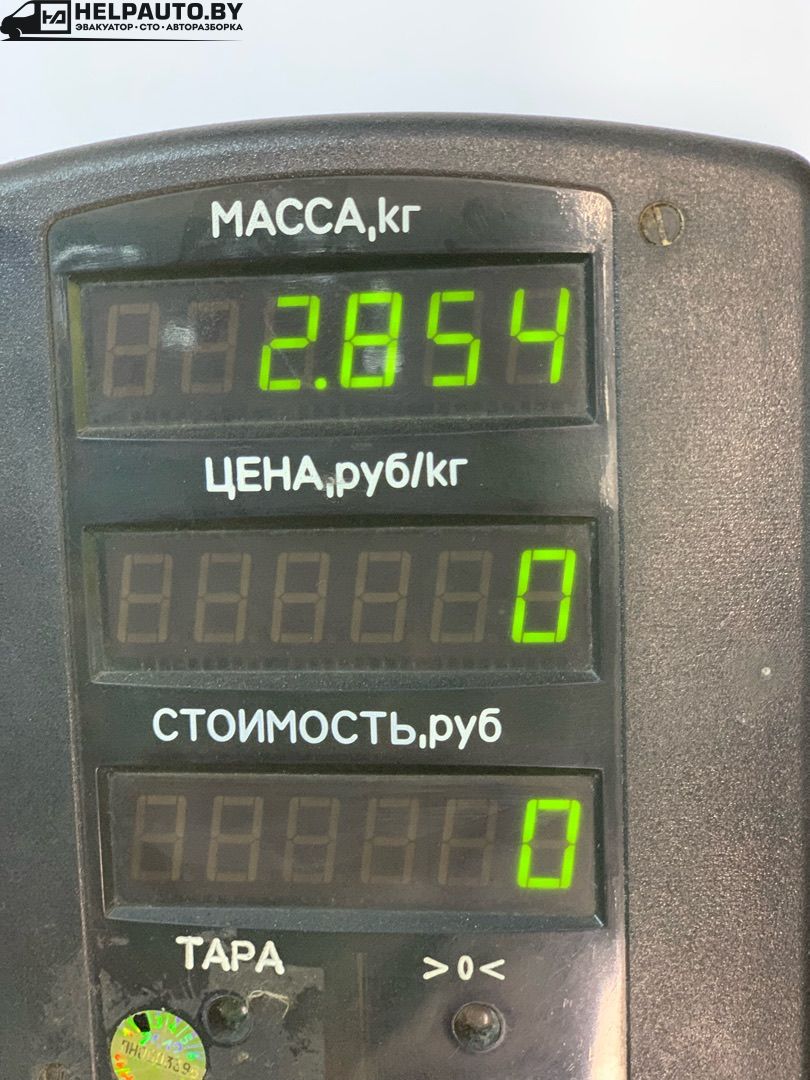 HELPAUTO.BY
ЭВАКУАТОР • СТО • АВТОРАЗБОРКА
МАССА,кг
2.854
ЦЕНА,руб/кг
0
СТОИМОСТЬ,руб
0
ТАРА >0<